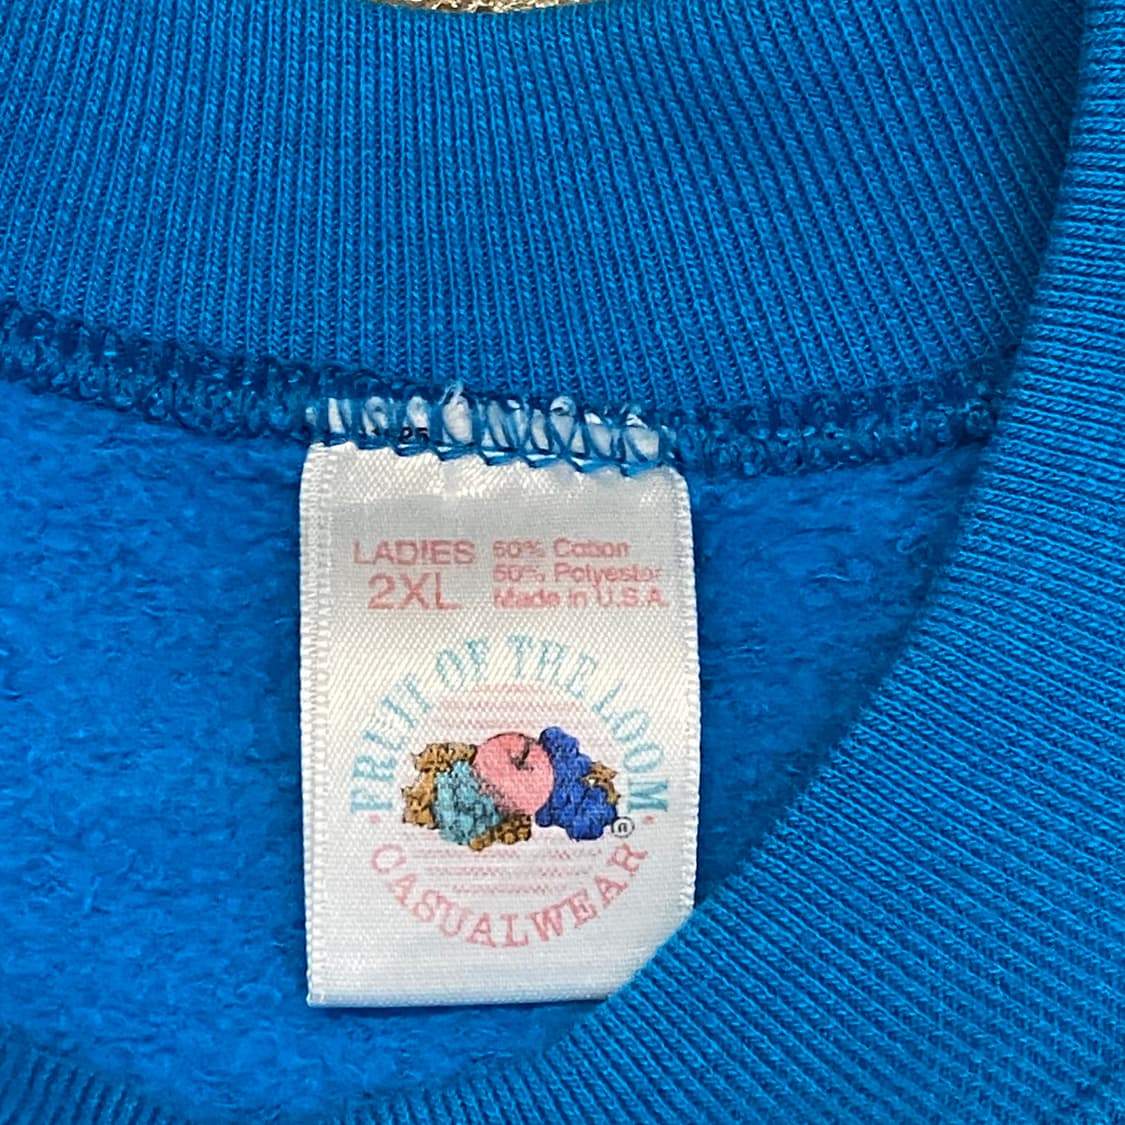 LADIES
2XL
50% Cotton
50% Polyester
Made in U.S.A.
FRUIT OF THE LOOM
CASUALWEAR